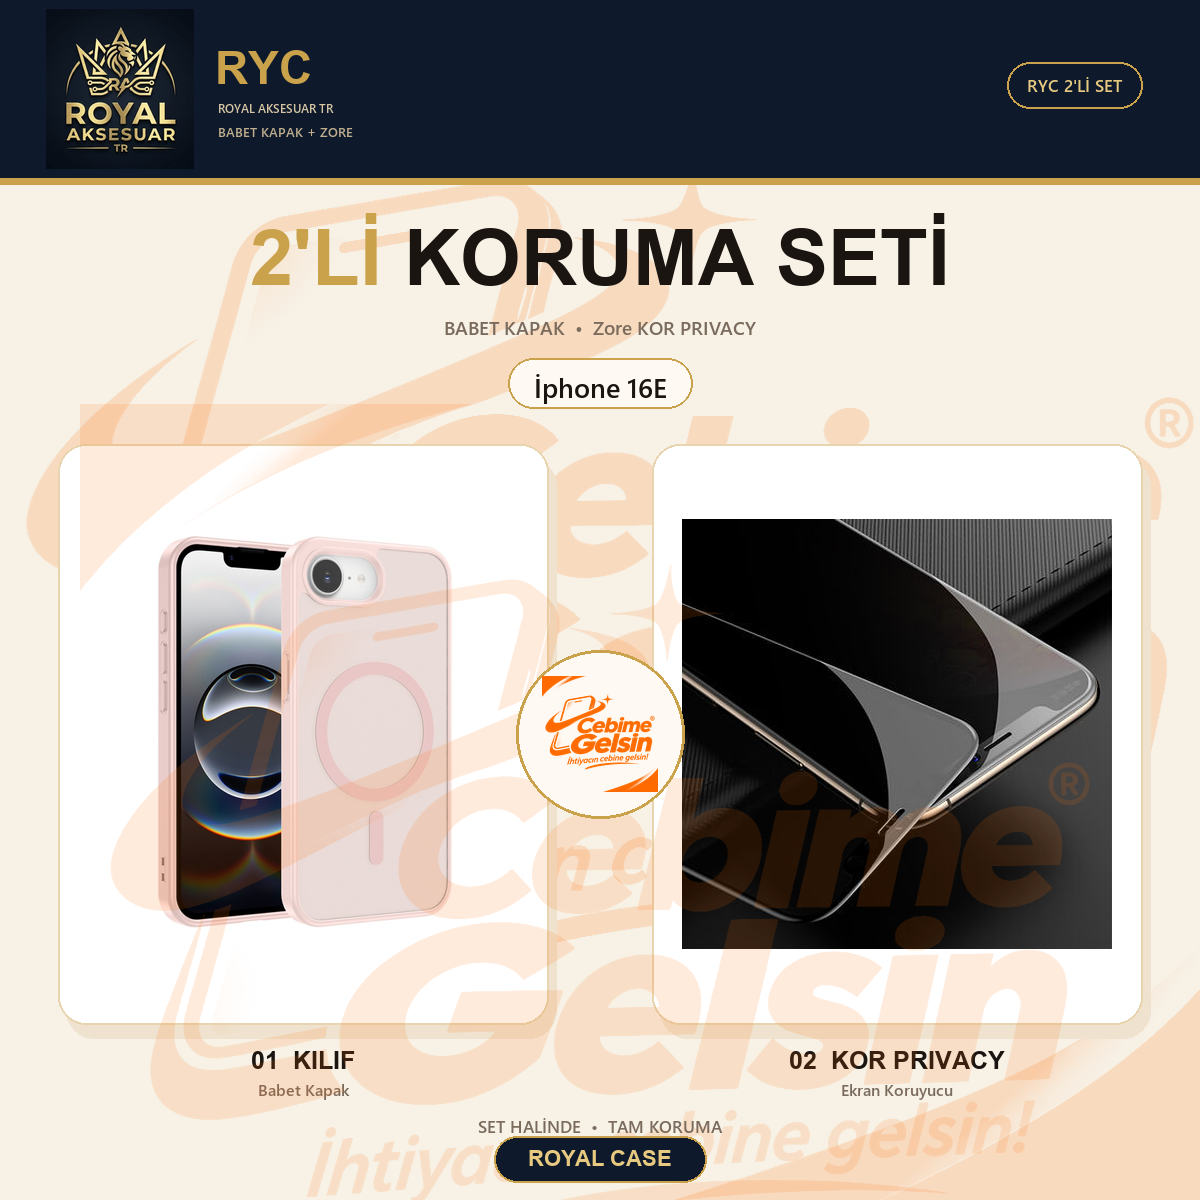 ROYAL
AKSESUAR
TR
RYC
ROYAL AKSESUAR TR
BABET KAPAK + ZORE
RYC 2'Lİ SET
2'Lİ KORUMA SETİ
BABET KAPAK • Zore KOR PRIVACY
İphone 16E
Cebime
Gelsin
İhtiyacın cebine gelsin!
Cebime
Gelsin
®
01 KILIF
Babet Kapak
02 KOR PRIVACY
Ekran Koruyucu
SET HALİNDE • TAM KORUMA
ROYAL CASE